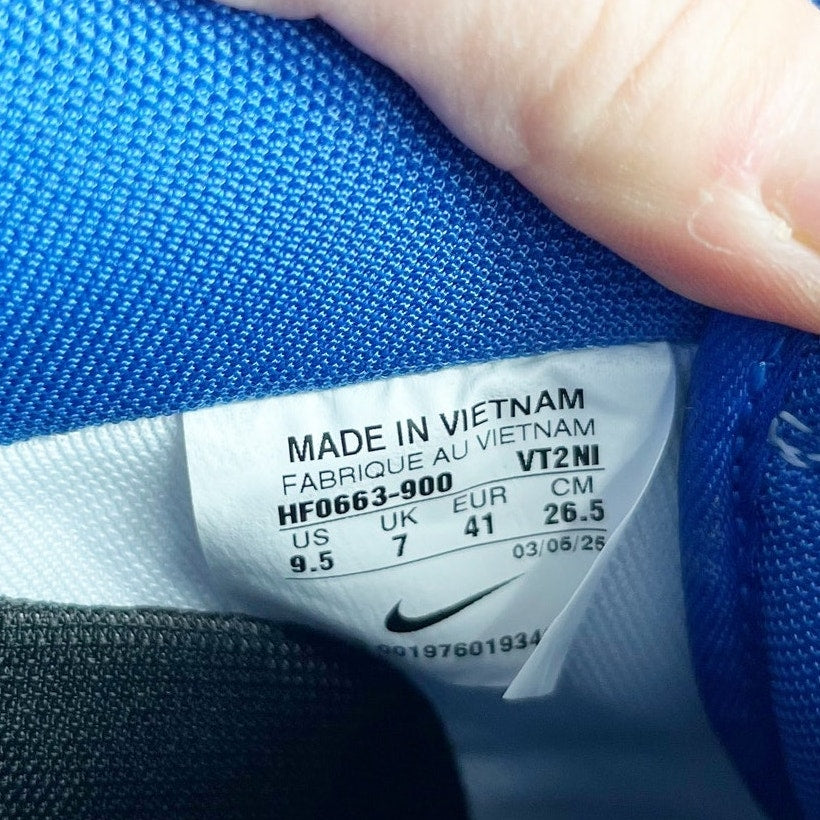 MADE IN VIETNAM
FABRIQUE AU VIETNAM
HF0663-900 VT2NI
US UK EUR CM
9.5 7 41 26.5
03/06/25